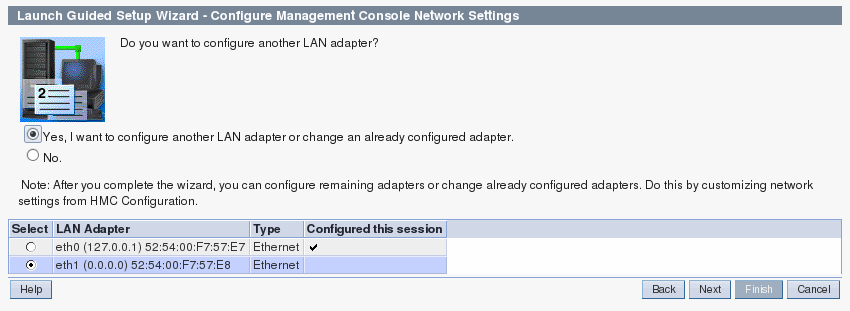 Launch Guided Setup Wizard - Configure Management Console Network Settings
Do you want to configure another LAN adapter?
2
Yes, I want to configure another LAN adapter or change an already configured adapter.
No.
Note: After you complete the wizard, you can configure remaining adapters or change already configured adapters. Do this by customizing network
settings from HMC Configuration.
Select LAN Adapter Type Configured this session
eth0 (127.0.0.1) 52:54:00:F7:57:E7 Ethernet ✔
eth1 (0.0.0.0) 52:54:00:F7:57:E8 Ethernet
Help Back Next Finish Cancel